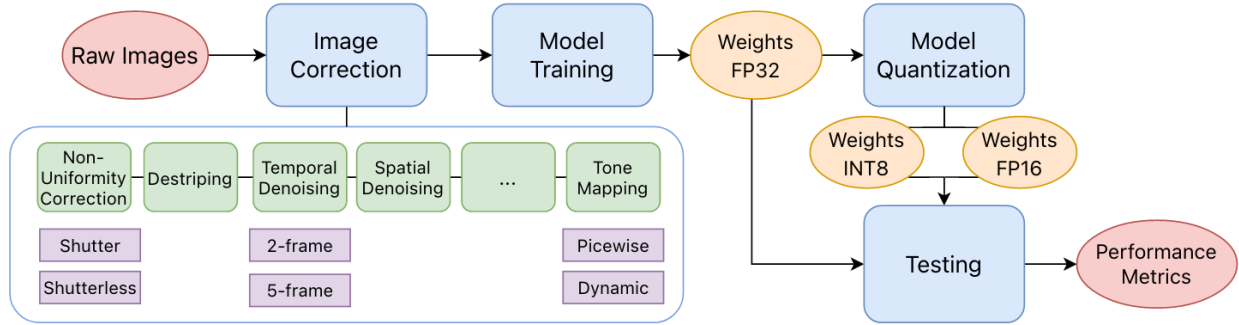 Raw Images
Image
Correction
Model
Training
Weights
FP32
Model
Quantization
Non-
Uniformity
Correction
Destriping
Temporal
Denoising
Spatial
Denoising
...
Tone
Mapping
Shutter
Shutterless
2-frame
5-frame
Picewise
Dynamic
Weights
INT8
Weights
FP16
Testing
Performance
Metrics